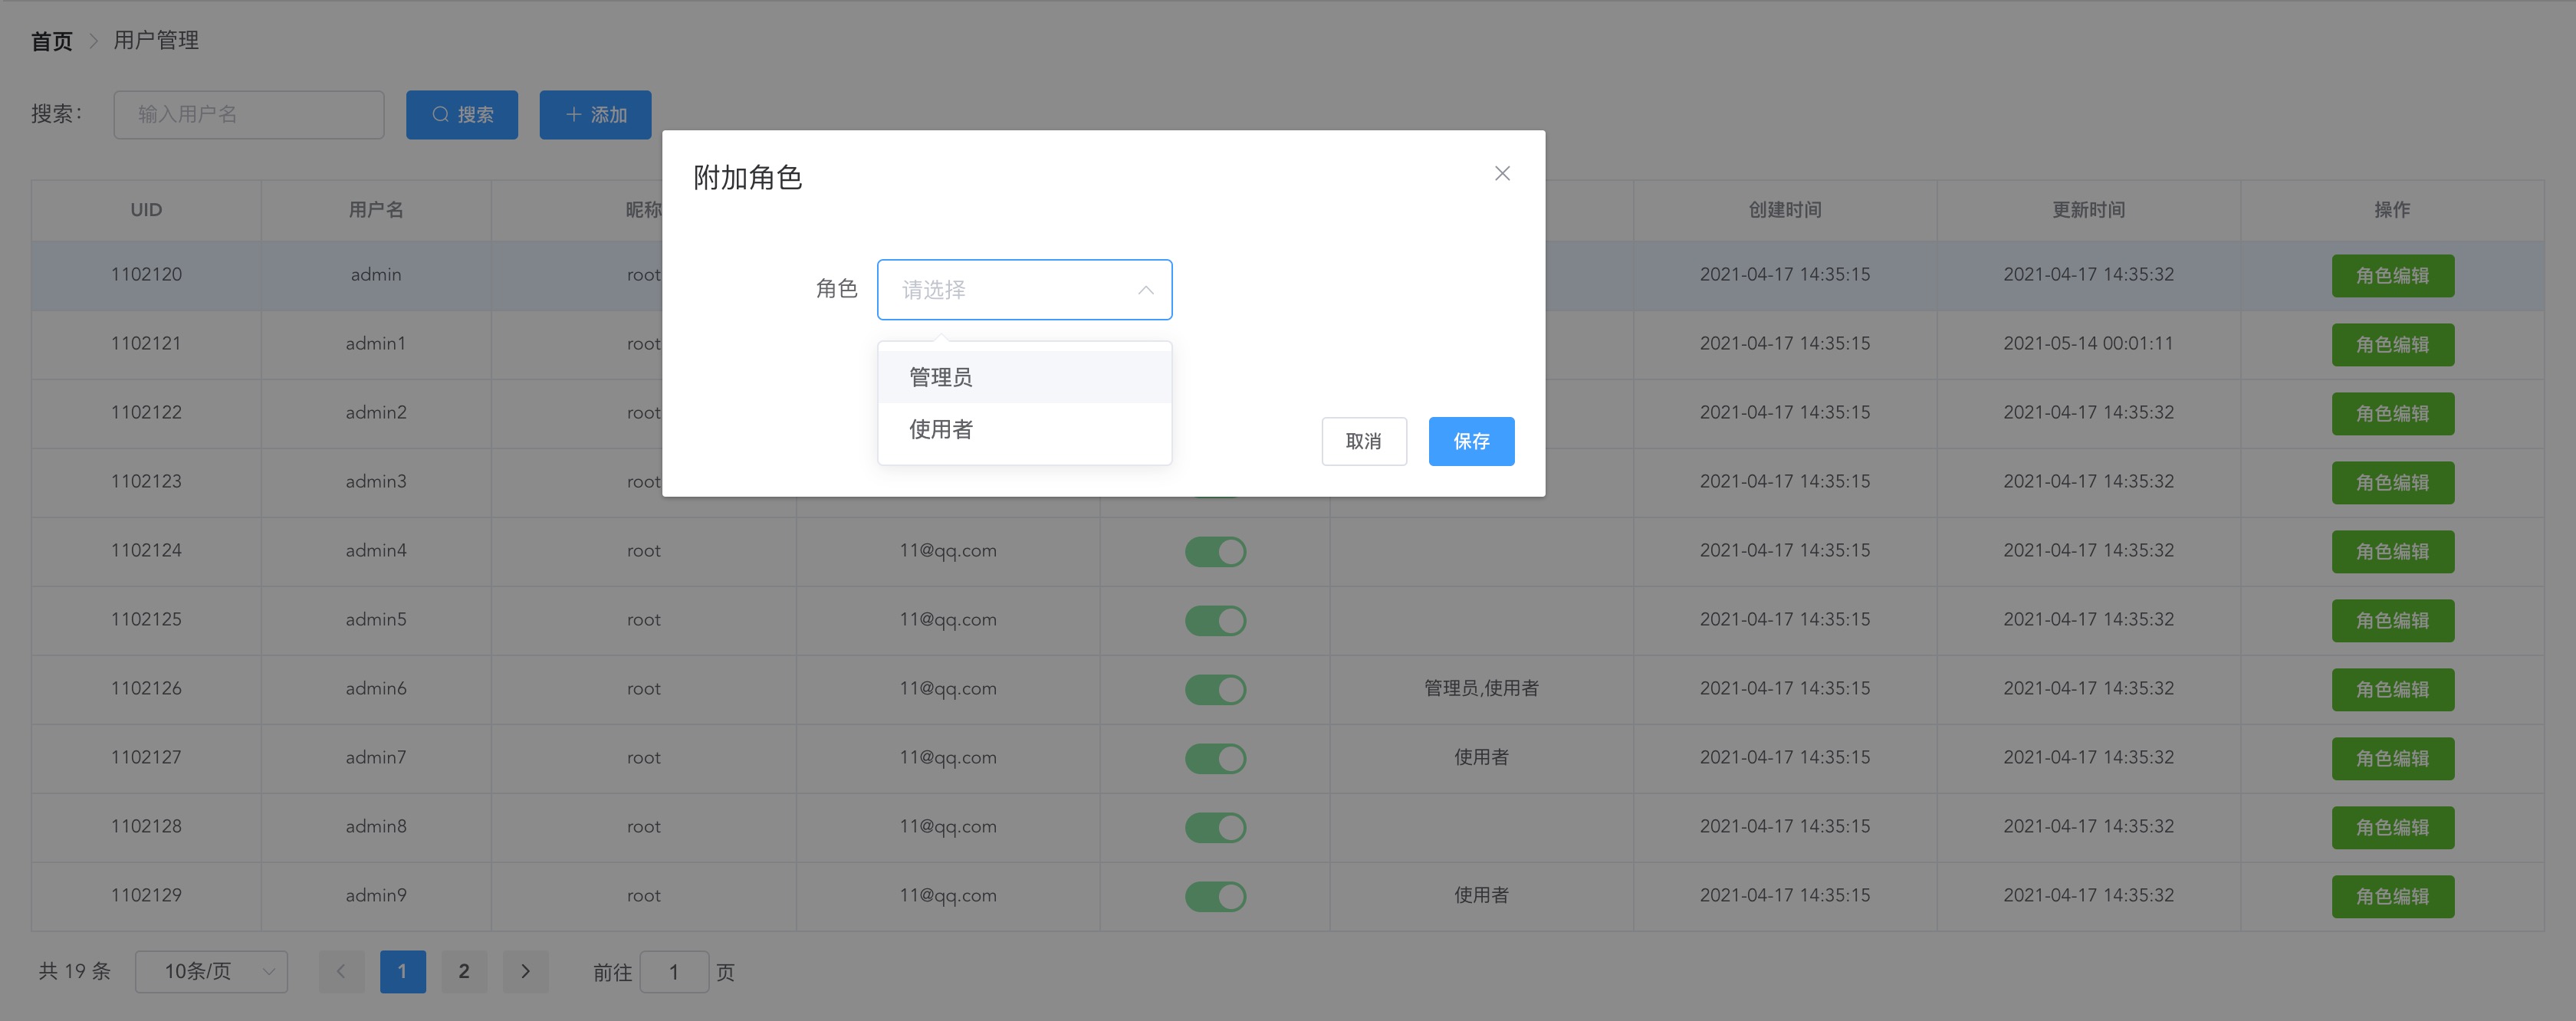 首页 > 用户管理
搜索： 输入用户名 搜索 + 添加
附加角色
UID 用户名 昵称 创建时间 更新时间 操作
1102120 admin root 2021-04-17 14:35:15 2021-04-17 14:35:32 角色编辑
角色 请选择
1102121 admin1 root 2021-04-17 14:35:15 2021-05-14 00:01:11 角色编辑
管理员
1102122 admin2 root 2021-04-17 14:35:15 2021-04-17 14:35:32 角色编辑
使用者
取消 保存
1102123 admin3 root 2021-04-17 14:35:15 2021-04-17 14:35:32 角色编辑
1102124 admin4 root 11@qq.com 2021-04-17 14:35:15 2021-04-17 14:35:32 角色编辑
1102125 admin5 root 11@qq.com 2021-04-17 14:35:15 2021-04-17 14:35:32 角色编辑
1102126 admin6 root 11@qq.com 管理员,使用者 2021-04-17 14:35:15 2021-04-17 14:35:32 角色编辑
1102127 admin7 root 11@qq.com 使用者 2021-04-17 14:35:15 2021-04-17 14:35:32 角色编辑
1102128 admin8 root 11@qq.com 2021-04-17 14:35:15 2021-04-17 14:35:32 角色编辑
1102129 admin9 root 11@qq.com 使用者 2021-04-17 14:35:15 2021-04-17 14:35:32 角色编辑
共 19 条 10条/页 < 1 2 > 前往 1 页